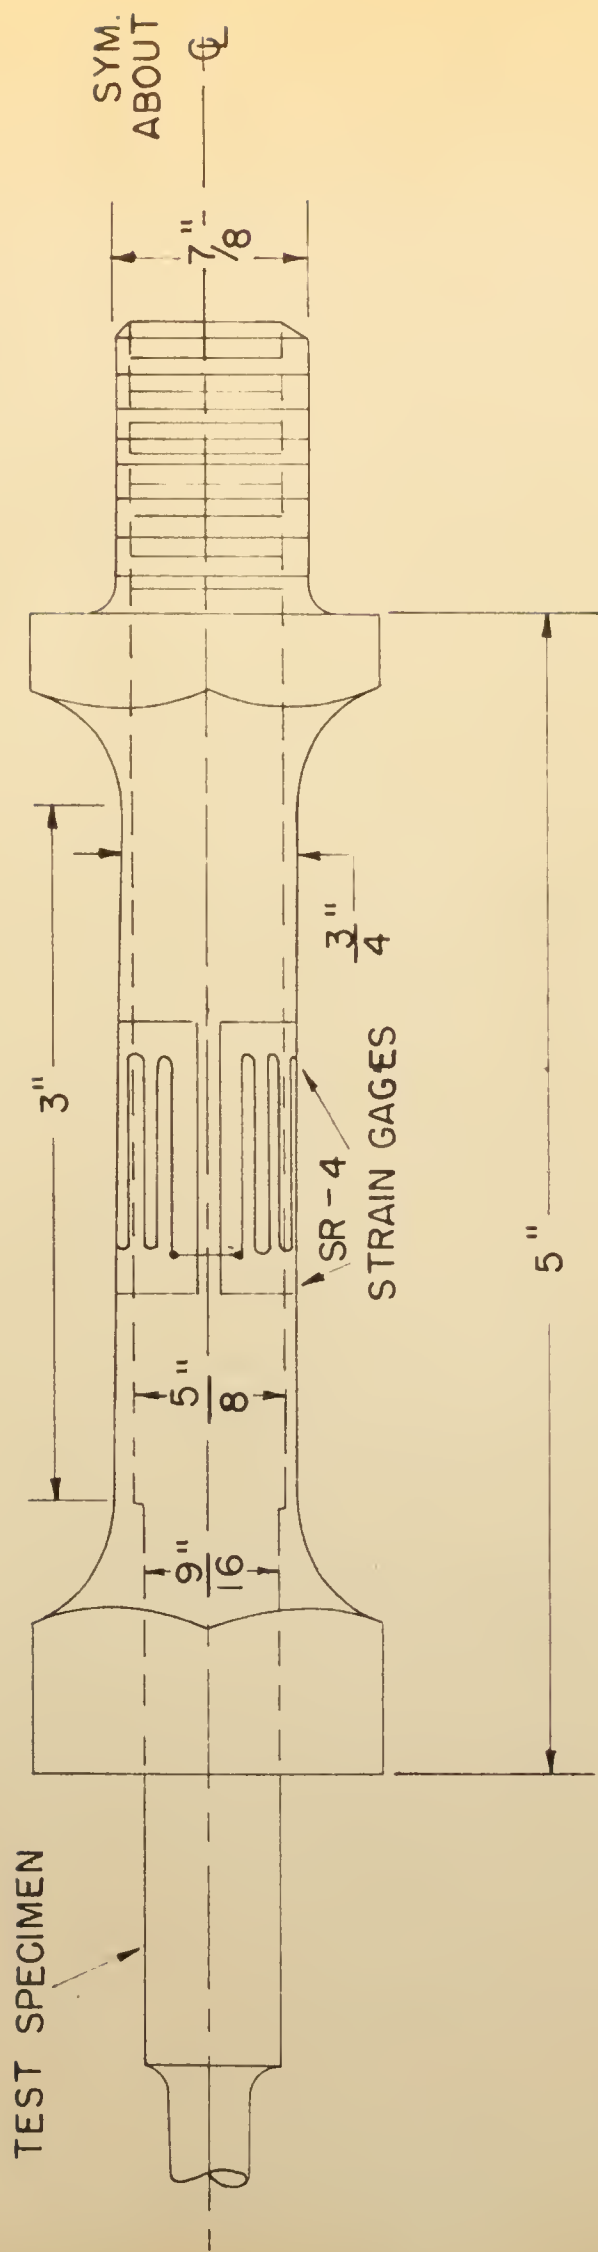 SYM.
ABOUT
℄
7"
/8
3"
3"
4
5"
8
9"
16
SR-4
STRAIN GAGES
5"
TEST SPECIMEN